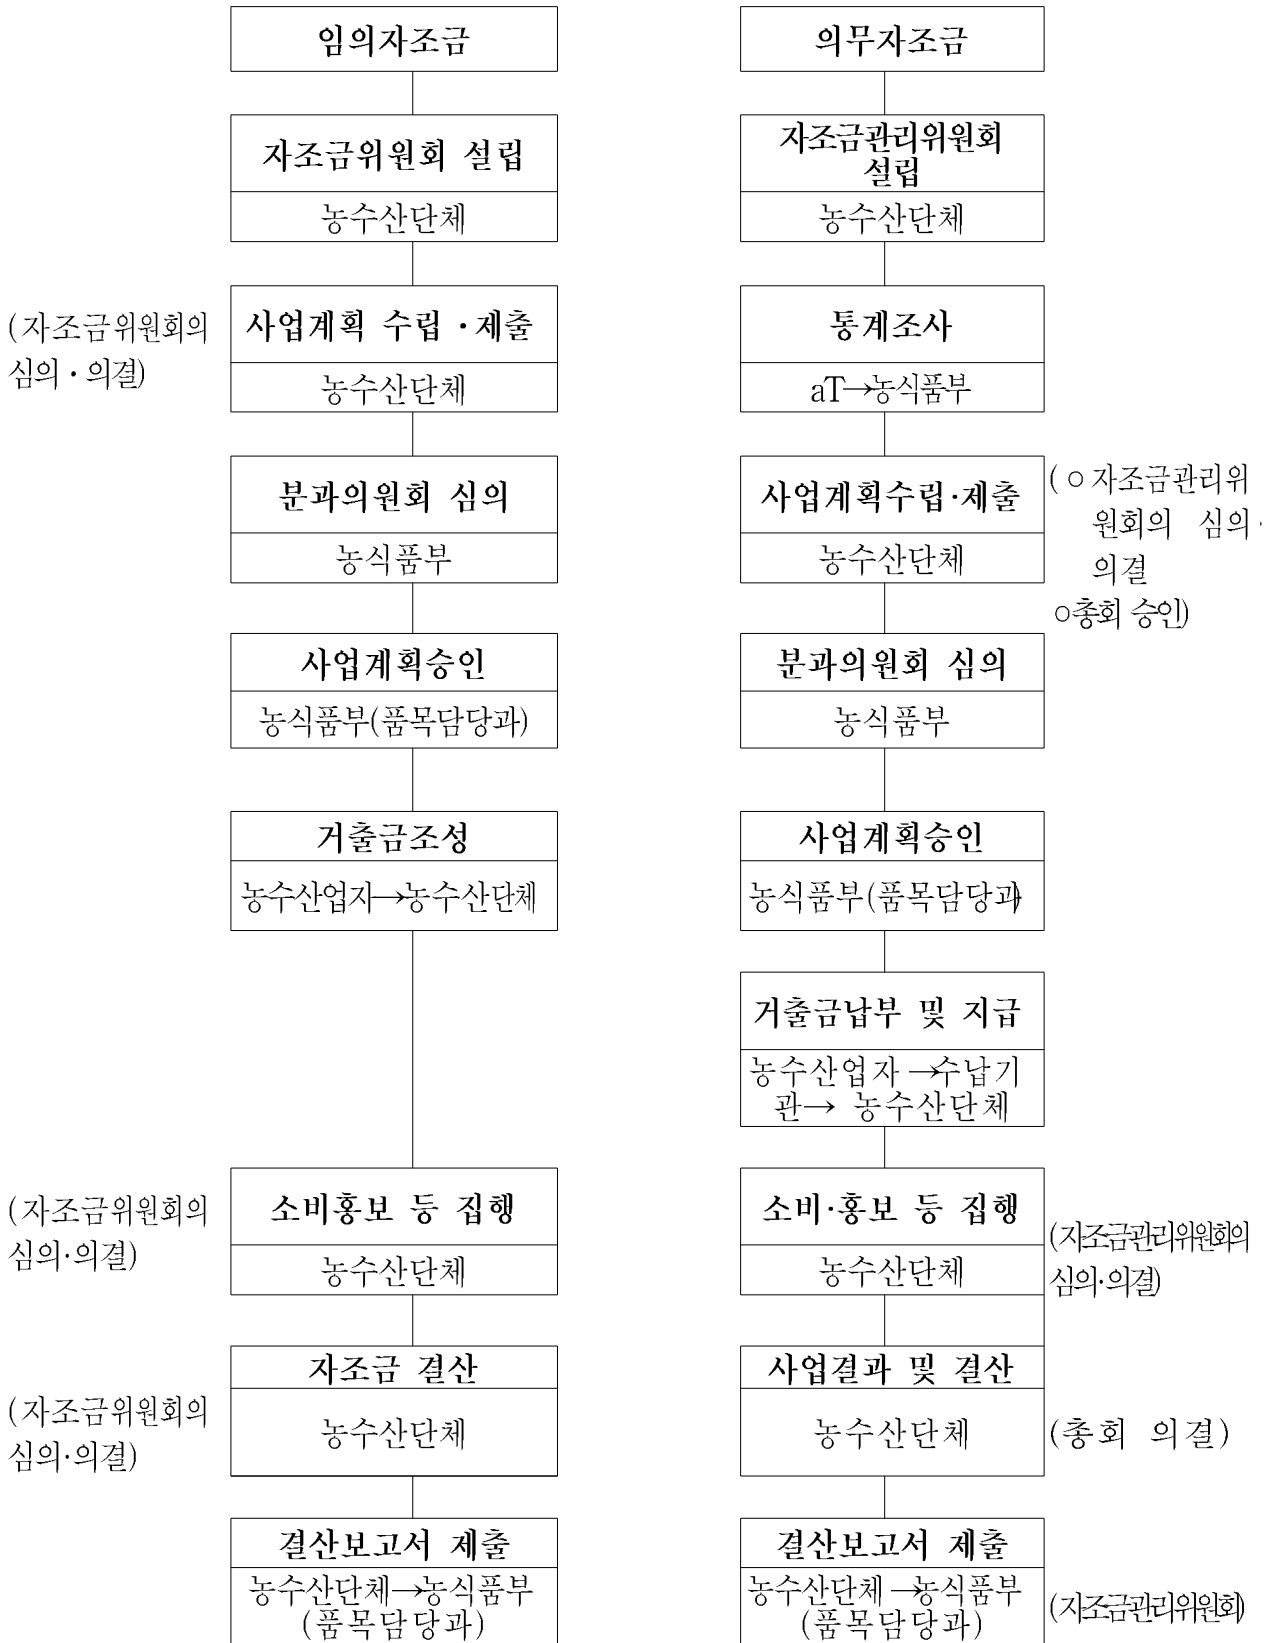 임의자조금
자조금위원회 설립
농수산단체
(자조금위원회의
심의·의결)
사업계획 수립 ·제출
농수산단체
분과의원회 심의
농식품부
사업계획승인
농식품부(품목담당과)
거출금조성
농수산업자→농수산단체
(자조금위원회의
심의·의결)
소비홍보 등 집행
농수산단체
(자조금위원회의
심의·의결)
자조금 결산
농수산단체
결산보고서 제출
농수산단체→농식품부
(품목담당과)
의무자조금
자조금관리위원회
설립
농수산단체
통계조사
aT→농식품부
사업계획수립·제출
농수산단체
(○자조금관리위
원회의 심의·
의결
○총회 승인)
분과의원회 심의
농식품부
사업계획승인
농식품부(품목담당과)
거출금납부 및 지급
농수산업자 →수납기
관→ 농수산단체
소비·홍보 등 집행
농수산단체
(자조금관리위원회의
심의·의결)
사업결과 및 결산
농수산단체
(총회 의결)
결산보고서 제출
농수산단체 →농식품부
(품목담당과)
(자조금관리위원회)